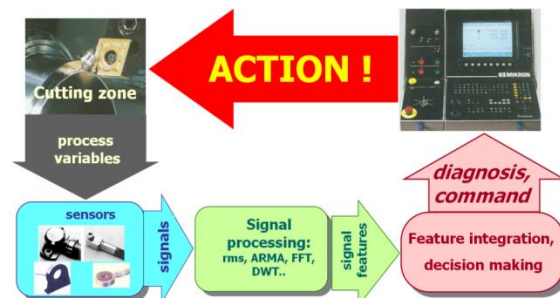 Cutting zone
ACTION !
MIKRON
process
variables
sensors
signals
Signal
processing:
rms, ARMA, FFT,
DWT..
signal
features
diagnosis,
command
Feature integration,
decision making